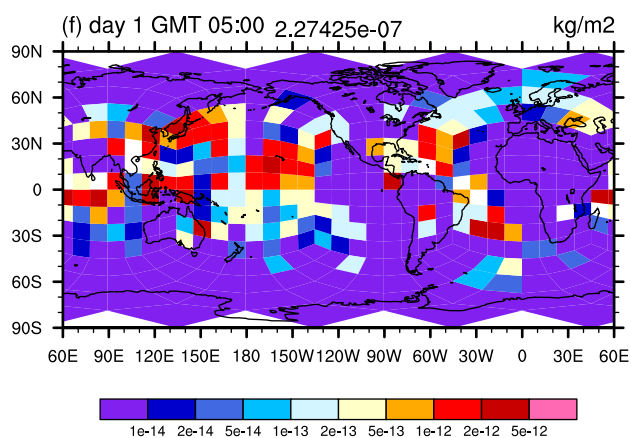 (f) day 1 GMT 05:00 2.27425e-07 kg/m2
90N
60N
30N
0
30S
60S
90S
60E 90E 120E 150E 180 150W 120W 90W 60W 30W 0 30E 60E
1e-14 2e-14 5e-14 1e-13 2e-13 5e-13 1e-12 2e-12 5e-12